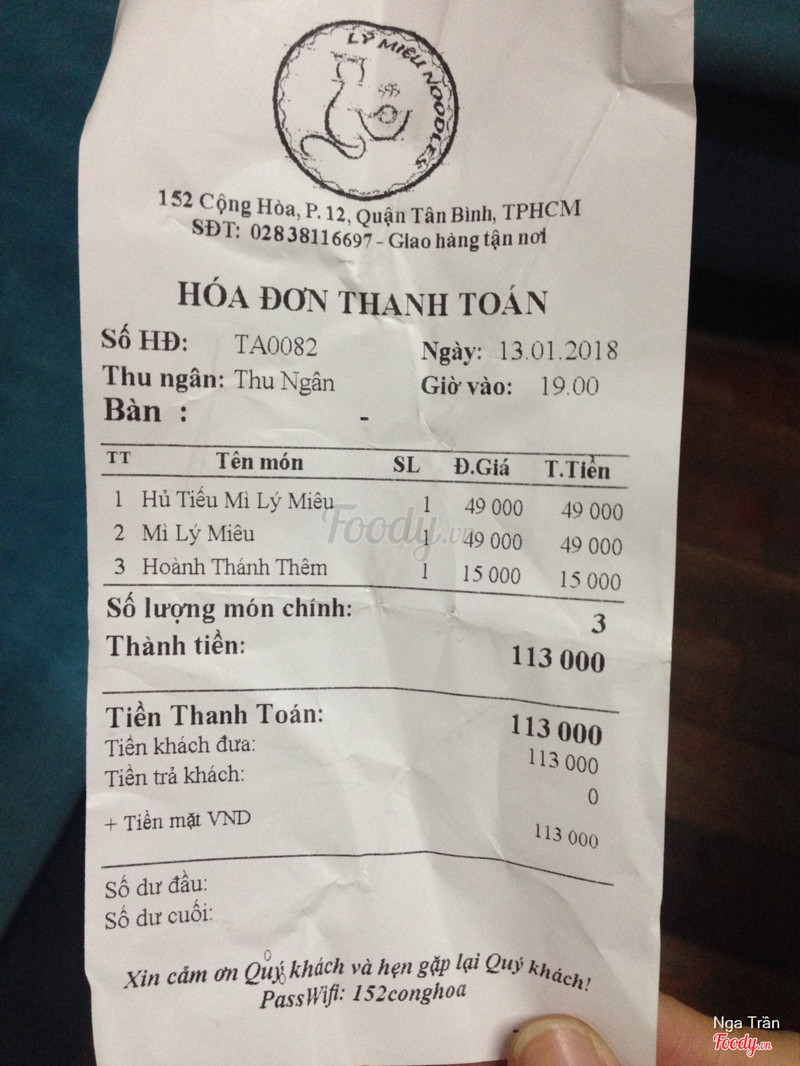 LÝ MIÊU NOODLES
152 Cộng Hòa, P. 12, Quận Tân Bình, TPHCM
SĐT: 02838116697 - Giao hàng tận nơi
HÓA ĐƠN THANH TOÁN
Số HĐ: TA0082 Ngày: 13.01.2018
Thu ngân: Thu Ngân Giờ vào: 19.00
Bàn : -
TT Tên món SL Đ.Giá T.Tiền
1 Hủ Tiếu Mì Lý Miêu 1 49 000 49 000
2 Mì Lý Miêu 1 49 000 49 000
3 Hoành Thánh Thêm 1 15 000 15 000
Foody.vn
Số lượng món chính: 3
Thành tiền: 113 000
Tiền Thanh Toán: 113 000
Tiền khách đưa: 113 000
Tiền trả khách: 0
+ Tiền mặt VND 113 000
Số dư đầu:
Số dư cuối:
Xin cảm ơn Quý khách và hẹn gặp lại Quý khách!
PassWifi: 152conghoa
Nga Trần
Foody.vn